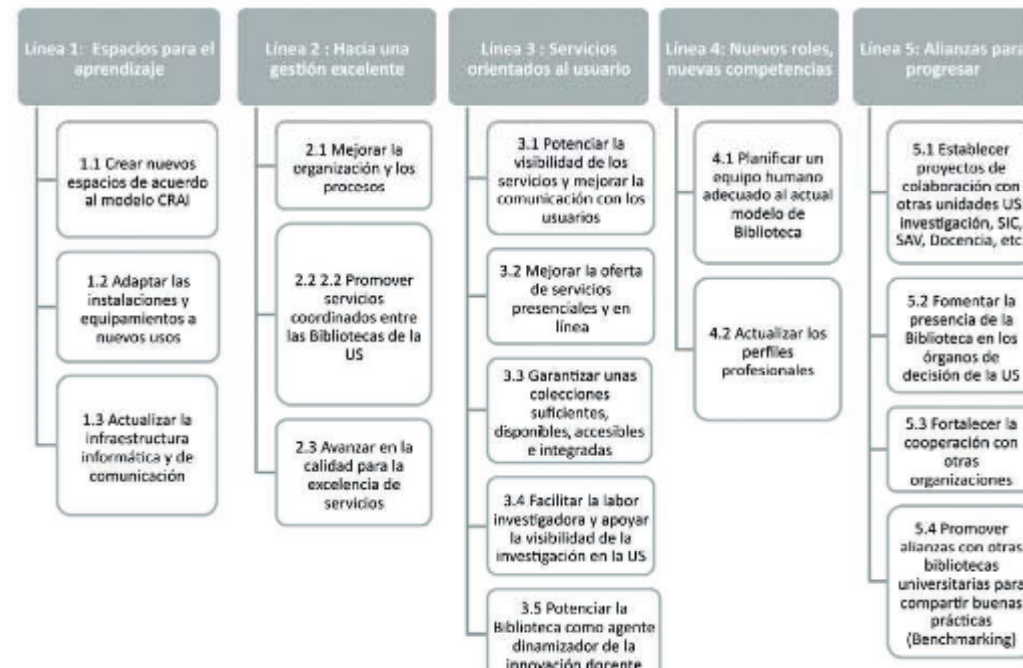 Línea 1: Espacios para el
aprendizaje
1.1 Crear nuevos
espacios de acuerdo
al modelo CRAI
1.2 Adaptar las
instalaciones y
equipamientos a
nuevos usos
1.3 Actualizar la
infraestructura
informática y de
comunicación
Línea 2 : Hacia una
gestión excelente
2.1 Mejorar la
organización y los
procesos
2.2 2.2 Promover
servicios
coordinados entre
las Bibliotecas de la
US
2.3 Avanzar en la
calidad para la
excelencia de
servicios
Línea 3 : Servicios
orientados al usuario
3.1 Potenciar la
visibilidad de los
servicios y mejorar la
comunicación con los
usuarios
3.2 Mejorar la oferta
de servicios
presenciales y en
línea
3.3 Garantizar unas
colecciones
suficientes,
disponibles, accesibles
e integradas
3.4 Facilitar la labor
investigadora y apoyar
la visibilidad de la
investigación en la US
3.5 Potenciar la
Biblioteca como agente
dinamizador de la
innovación docente
Línea 4: Nuevos roles,
nuevas competencias
4.1 Planificar un
equipo humano
adecuado al actual
modelo de
Biblioteca
4.2 Actualizar los
perfiles
profesionales
Línea 5: Alianzas para
progresar
5.1 Establecer
proyectos de
colaboración con
otras unidades US
investigación, SIC,
SAV, Docencia, etc.
5.2 Fomentar la
presencia de la
Biblioteca en los
órganos de
decisión de la US
5.3 Fortalecer la
cooperación con
otras
organizaciones
5.4 Promover
alianzas con otras
bibliotecas
universitarias para
compartir buenas
prácticas
(Benchmarking)